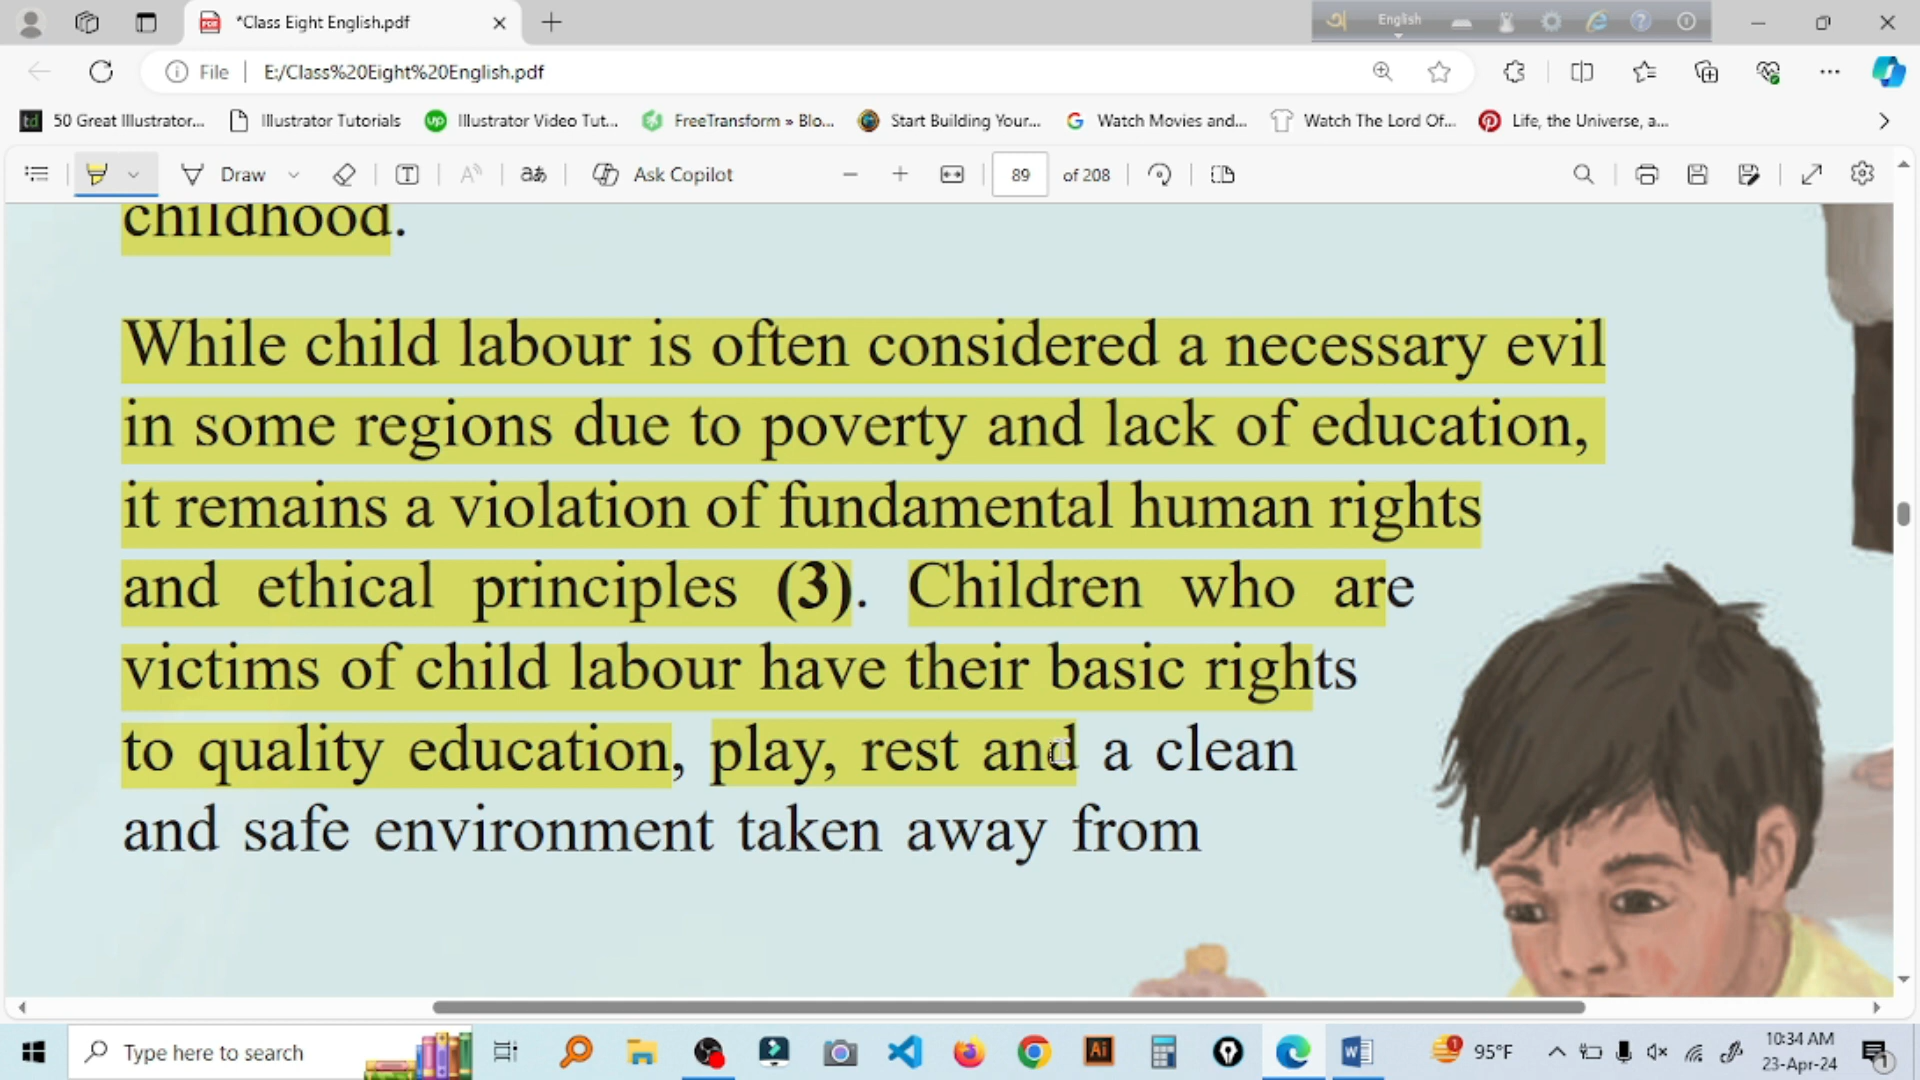 *Class Eight English.pdf
English
File
E:/Class%20Eight%20English.pdf
td 50 Great Illustrator...
Illustrator Tutorials
up Illustrator Video Tut...
FreeTransform » Blo...
Start Building Your...
G Watch Movies and...
Watch The Lord Of...
Life, the Universe, a...
Draw
Ask Copilot
89 of 208
childhood.
While child labour is often considered a necessary evil
in some regions due to poverty and lack of education,
it remains a violation of fundamental human rights
and ethical principles (3). Children who are
victims of child labour have their basic rights
to quality education, play, rest and a clean
and safe environment taken away from
Type here to search
Ai
95°F
10:34 AM
23-Apr-24